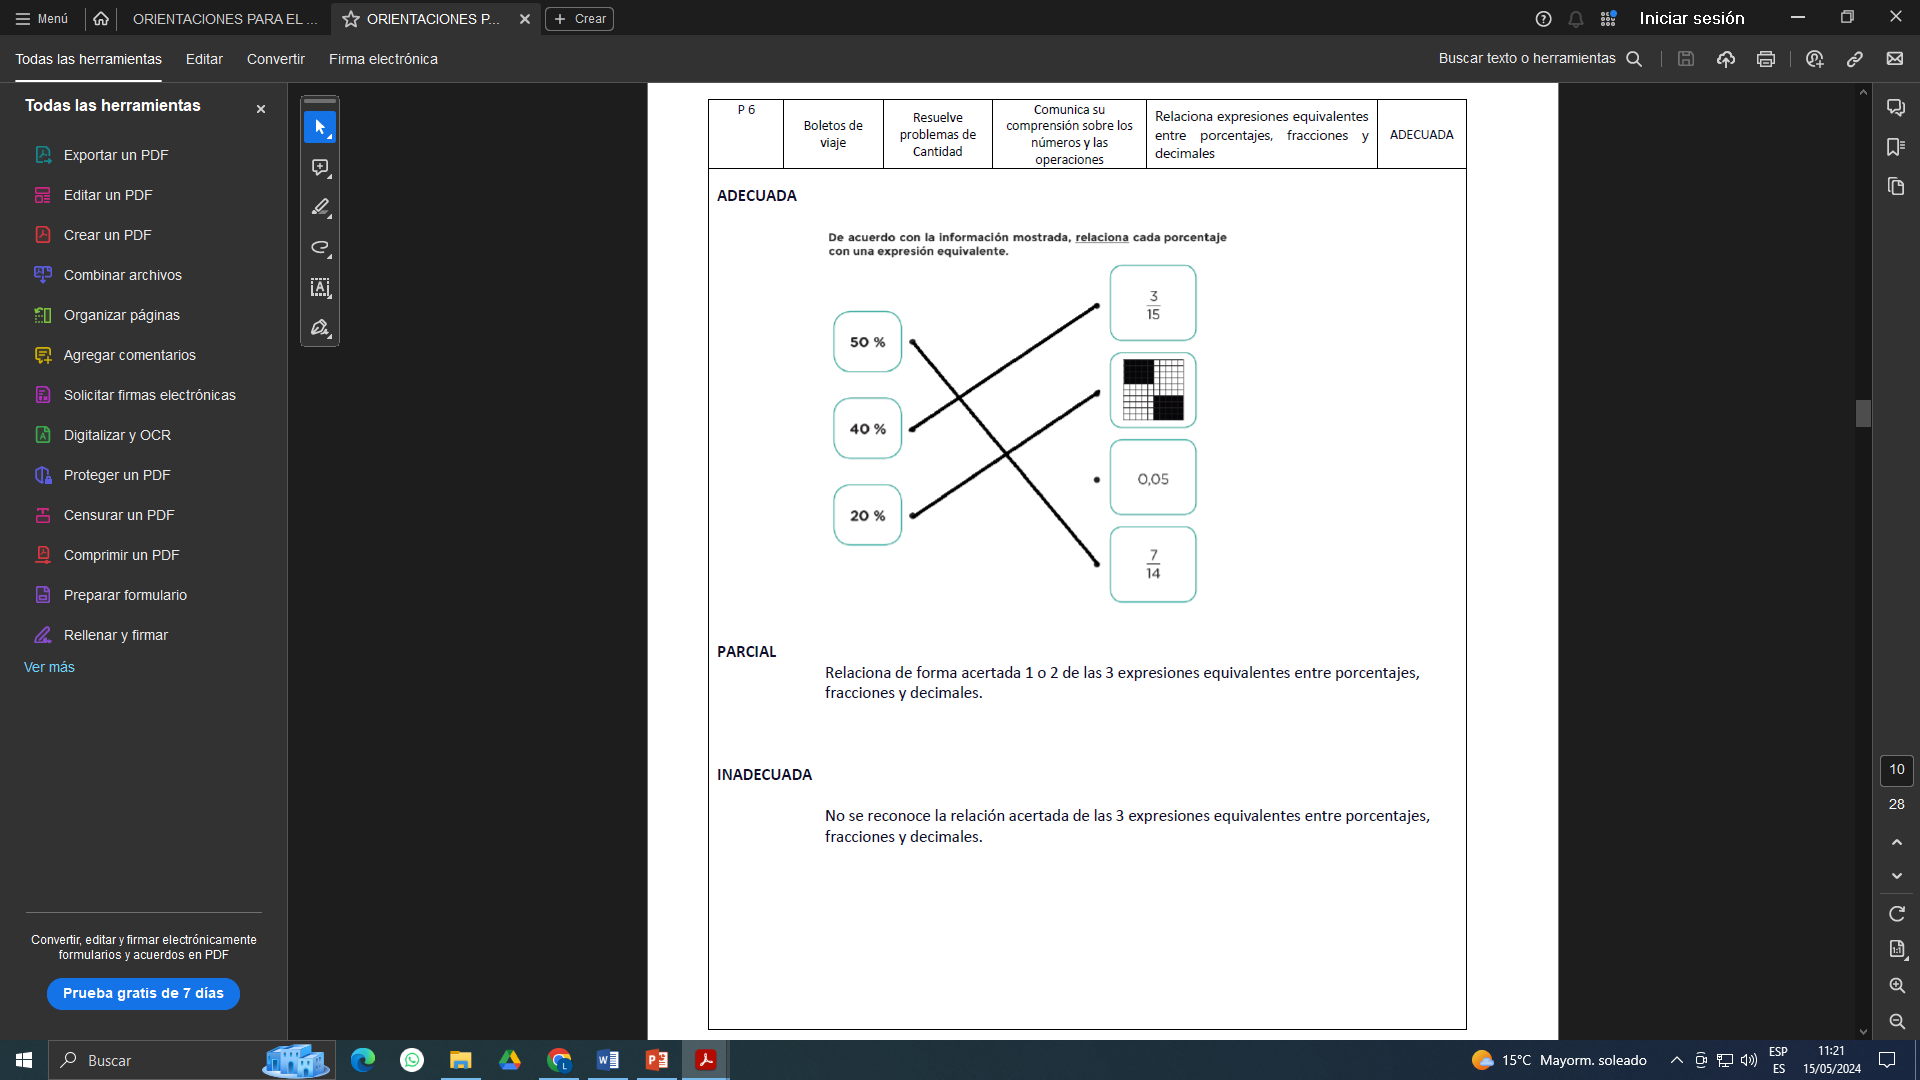 Menú
ORIENTACIONES PARA EL ...
ORIENTACIONES P...
Crear
Iniciar sesión
Todas las herramientas
Editar
Convertir
Firma electrónica
Buscar texto o herramientas
Todas las herramientas
Exportar un PDF
Editar un PDF
Crear un PDF
Combinar archivos
Organizar páginas
Agregar comentarios
Solicitar firmas electrónicas
Digitalizar y OCR
Proteger un PDF
Censurar un PDF
Comprimir un PDF
Preparar formulario
Rellenar y firmar
Ver más
Convertir, editar y firmar electrónicamente
formularios y acuerdos en PDF
Prueba gratis de 7 días
P 6
Boletos de
viaje
Resuelve
problemas de
Cantidad
Comunica su
comprensión sobre los
números y las
operaciones
Relaciona expresiones equivalentes
entre porcentajes, fracciones y
decimales
ADECUADA
ADECUADA
De acuerdo con la información mostrada, relaciona cada porcentaje
con una expresión equivalente.
50 %
40 %
20 %
3
15
0,05
7
14
PARCIAL
Relaciona de forma acertada 1 o 2 de las 3 expresiones equivalentes entre porcentajes,
fracciones y decimales.
INADECUADA
No se reconoce la relación acertada de las 3 expresiones equivalentes entre porcentajes,
fracciones y decimales.
10
28
Buscar
15°C Mayorm. soleado
ESP
ES
11:21
15/05/2024